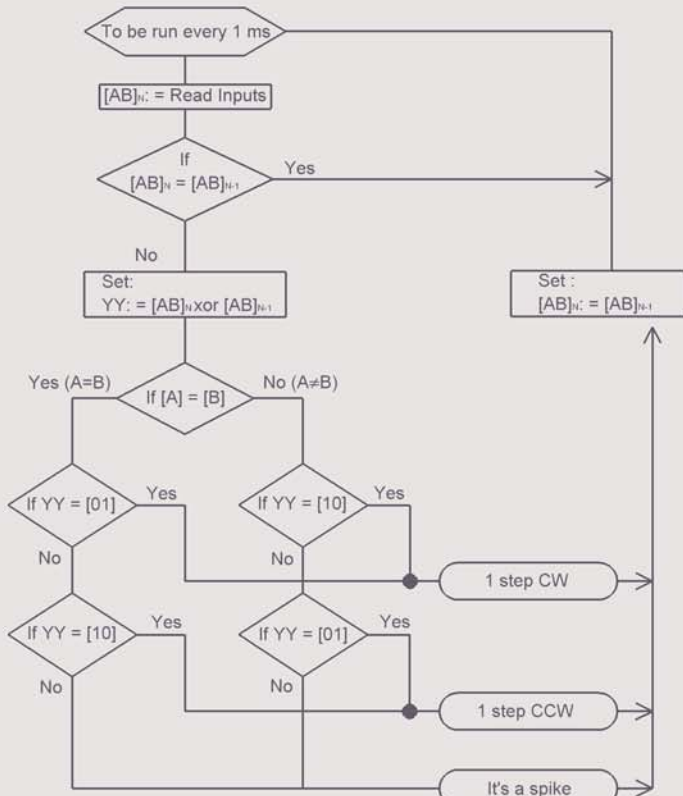 To be run every 1 ms
[AB]N: = Read Inputs
If
[AB]N = [AB]N-1
Yes
No
Set:
YY: = [AB]N xor [AB]N-1
Set :
[AB]N: = [AB]N-1
Yes (A=B)
If [A] = [B]
No (A≠B)
If YY = [01]
Yes
If YY = [10]
Yes
No
No
1 step CW
If YY = [10]
Yes
If YY = [01]
Yes
No
No
1 step CCW
It's a spike